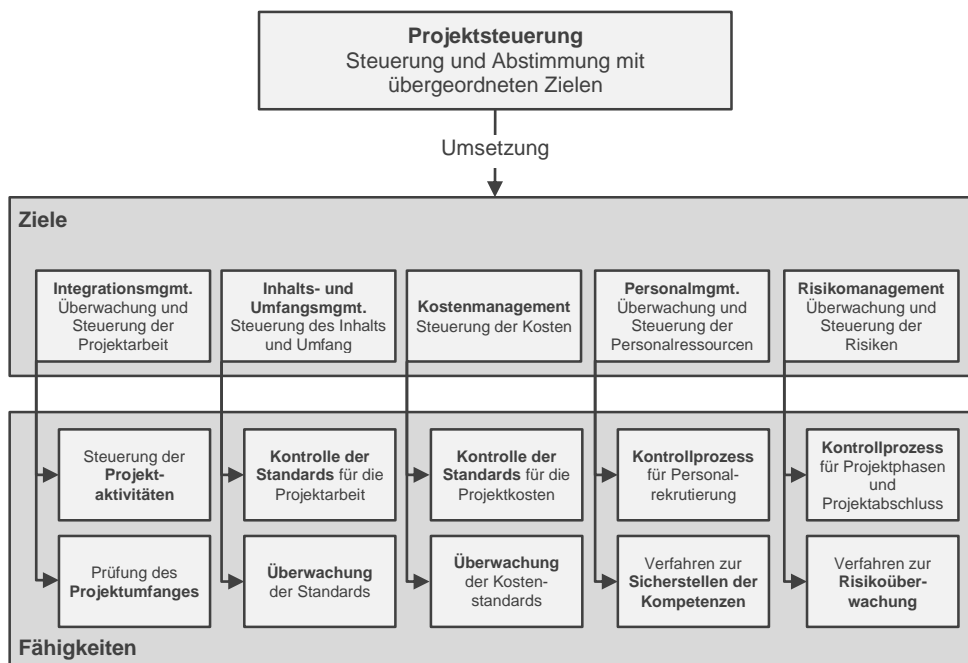 Projektsteuerung
Steuerung und Abstimmung mit
übergeordneten Zielen
Umsetzung
Ziele
Integrationsmgmt.
Überwachung und
Steuerung der
Projektarbeit
Inhalts- und
Umfangsmgmt.
Steuerung des Inhalts
und Umfang
Kostenmanagement
Steuerung der Kosten
Personalmgmt.
Überwachung und
Steuerung der
Personalressourcen
Risikomanagement
Überwachung und
Steuerung der
Risiken
Steuerung der
Projekt-
aktivitäten
Kontrolle der
Standards für die
Projektarbeit
Kontrolle der
Standards für die
Projektkosten
Kontrollprozess
für Personal-
rekrutierung
Kontrollprozess
für Projektphasen
und
Projektabschluss
Prüfung des
Projektumfanges
Überwachung
der Standards
Überwachung
der Kosten-
standards
Verfahren zur
Sicherstellen der
Kompetenzen
Verfahren zur
Risikoüber-
wachung
Fähigkeiten